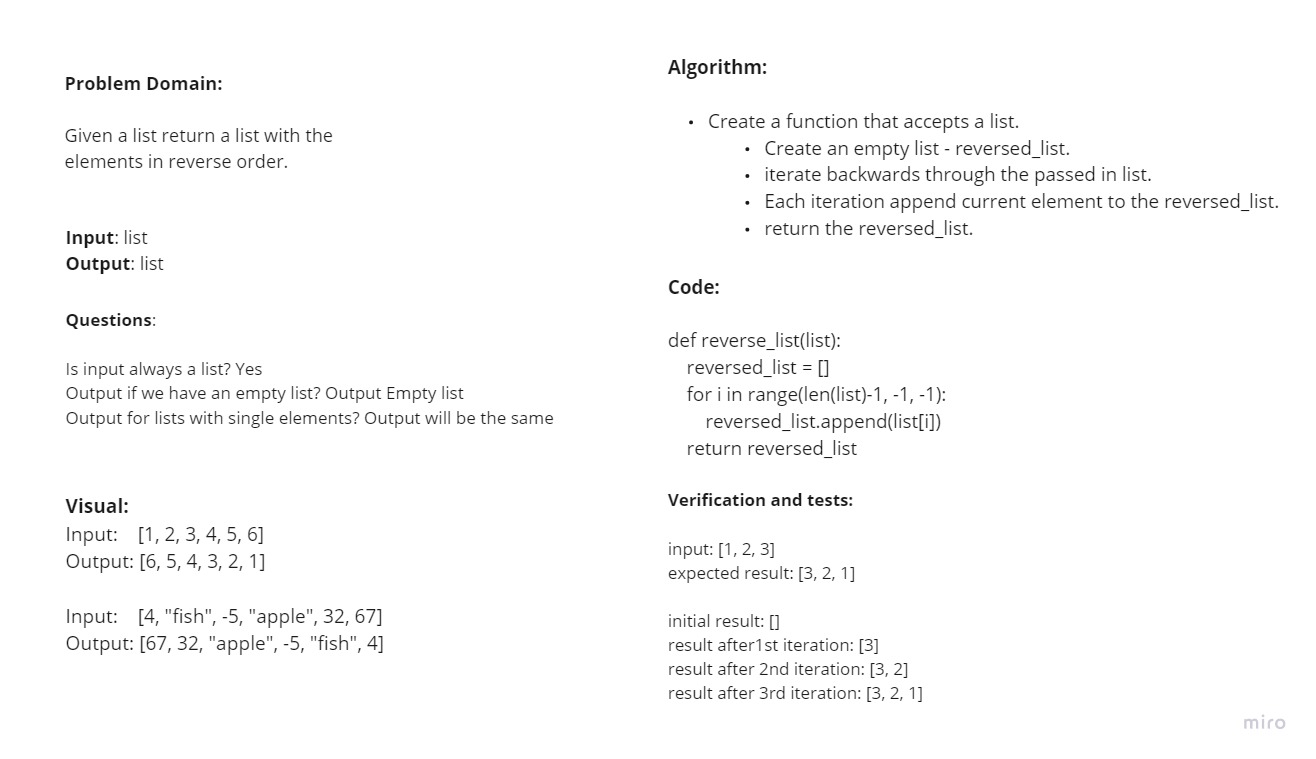 Problem Domain:
Given a list return a list with the
elements in reverse order.
Input: list
Output: list
Questions:
Is input always a list? Yes
Output if we have an empty list? Output Empty list
Output for lists with single elements? Output will be the same
Visual:
Input: [1, 2, 3, 4, 5, 6]
Output: [6, 5, 4, 3, 2, 1]
Input: [4, "fish", -5, "apple", 32, 67]
Output: [67, 32, "apple", -5, "fish", 4]
Algorithm:
• Create a function that accepts a list.
• Create an empty list - reversed_list.
• iterate backwards through the passed in list.
• Each iteration append current element to the reversed_list.
• return the reversed_list.
Code:
def reverse_list(list):
reversed_list = []
for i in range(len(list)-1, -1, -1):
reversed_list.append(list[i])
return reversed_list
Verification and tests:
input: [1, 2, 3]
expected result: [3, 2, 1]
initial result: []
result after1st iteration: [3]
result after 2nd iteration: [3, 2]
result after 3rd iteration: [3, 2, 1]
miro